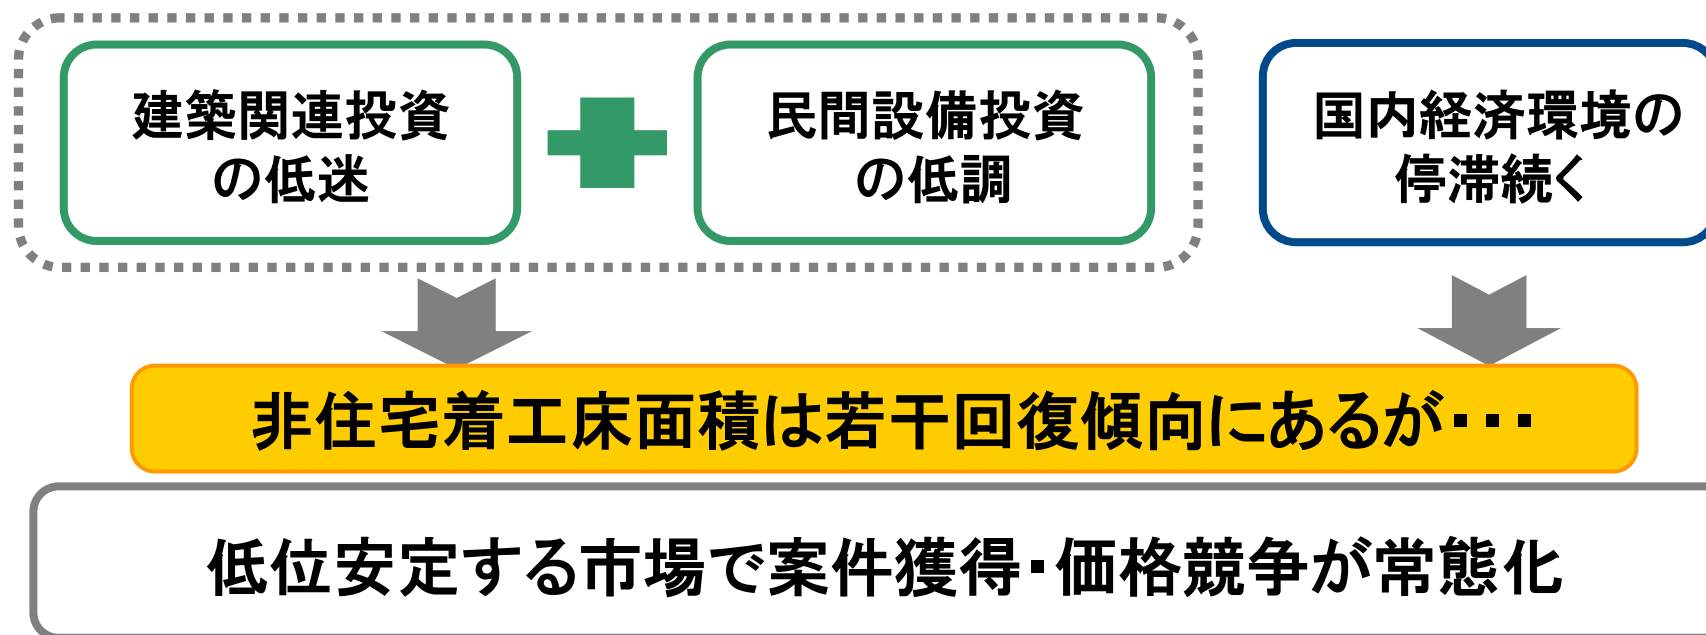 建築関連投資
の低迷
民間設備投資
の低調
国内経済環境の
停滞続く
非住宅着工床面積は若干回復傾向にあるが・・・
低位安定する市場で案件獲得・価格競争が常態化